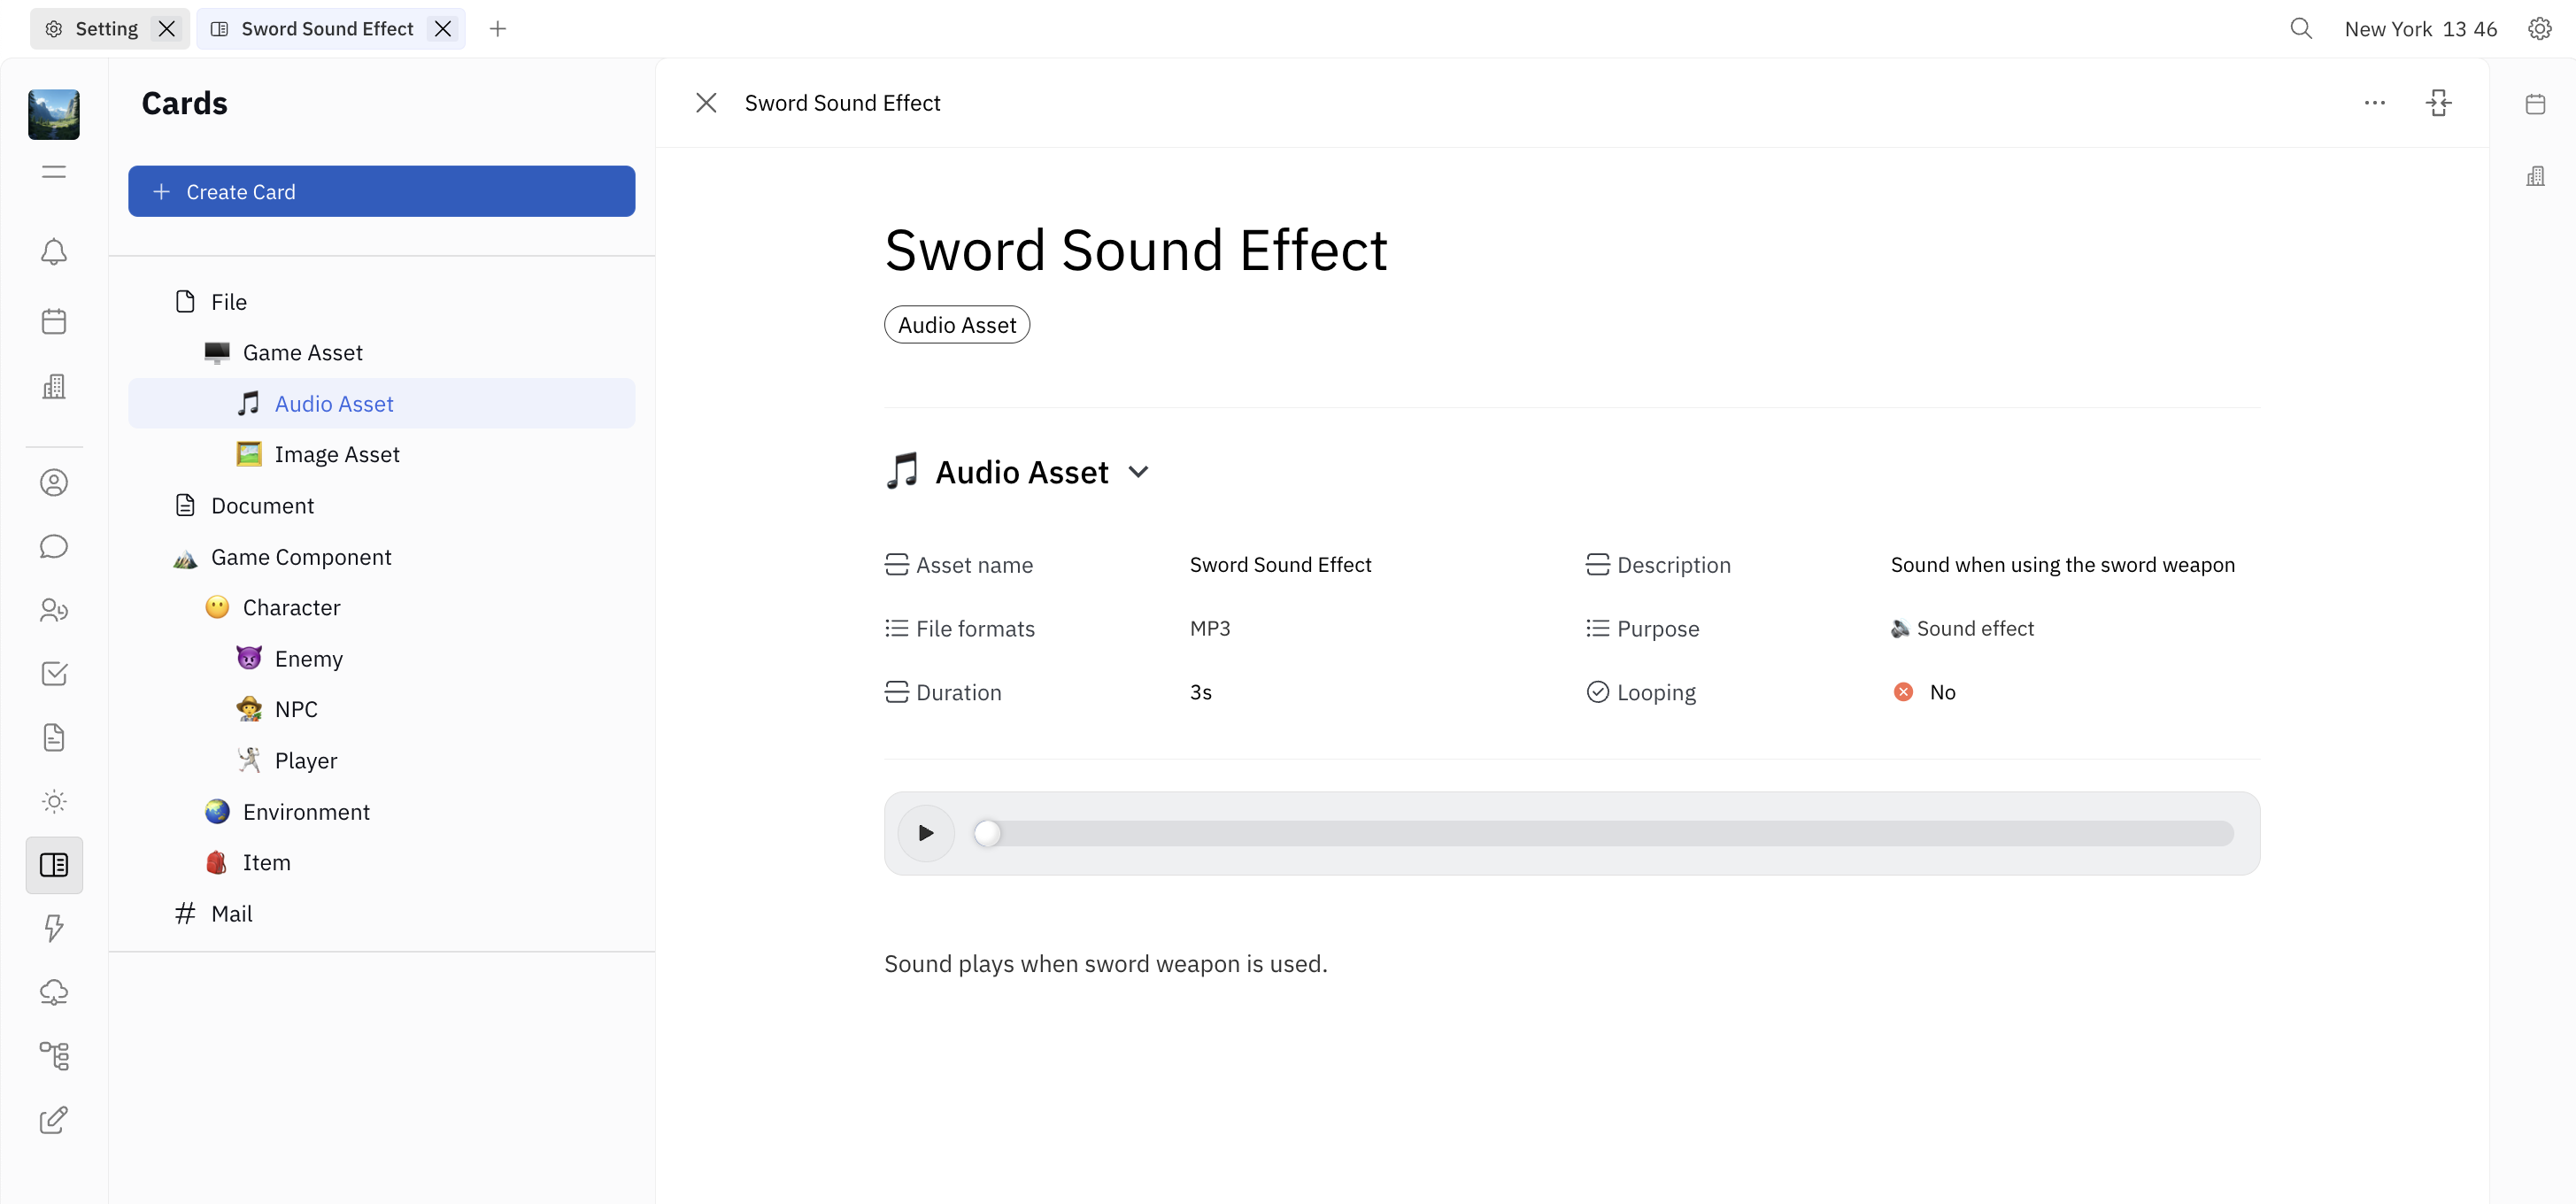 Setting
Sword Sound Effect
New York 13 46
Cards
Create Card
File
Game Asset
Audio Asset
Image Asset
Document
Game Component
Character
Enemy
NPC
Player
Environment
Item
Mail
Sword Sound Effect
Sword Sound Effect
Audio Asset
Audio Asset
Asset name Sword Sound Effect Description Sound when using the sword weapon
File formats MP3 Purpose Sound effect
Duration 3s Looping No
Sound plays when sword weapon is used.